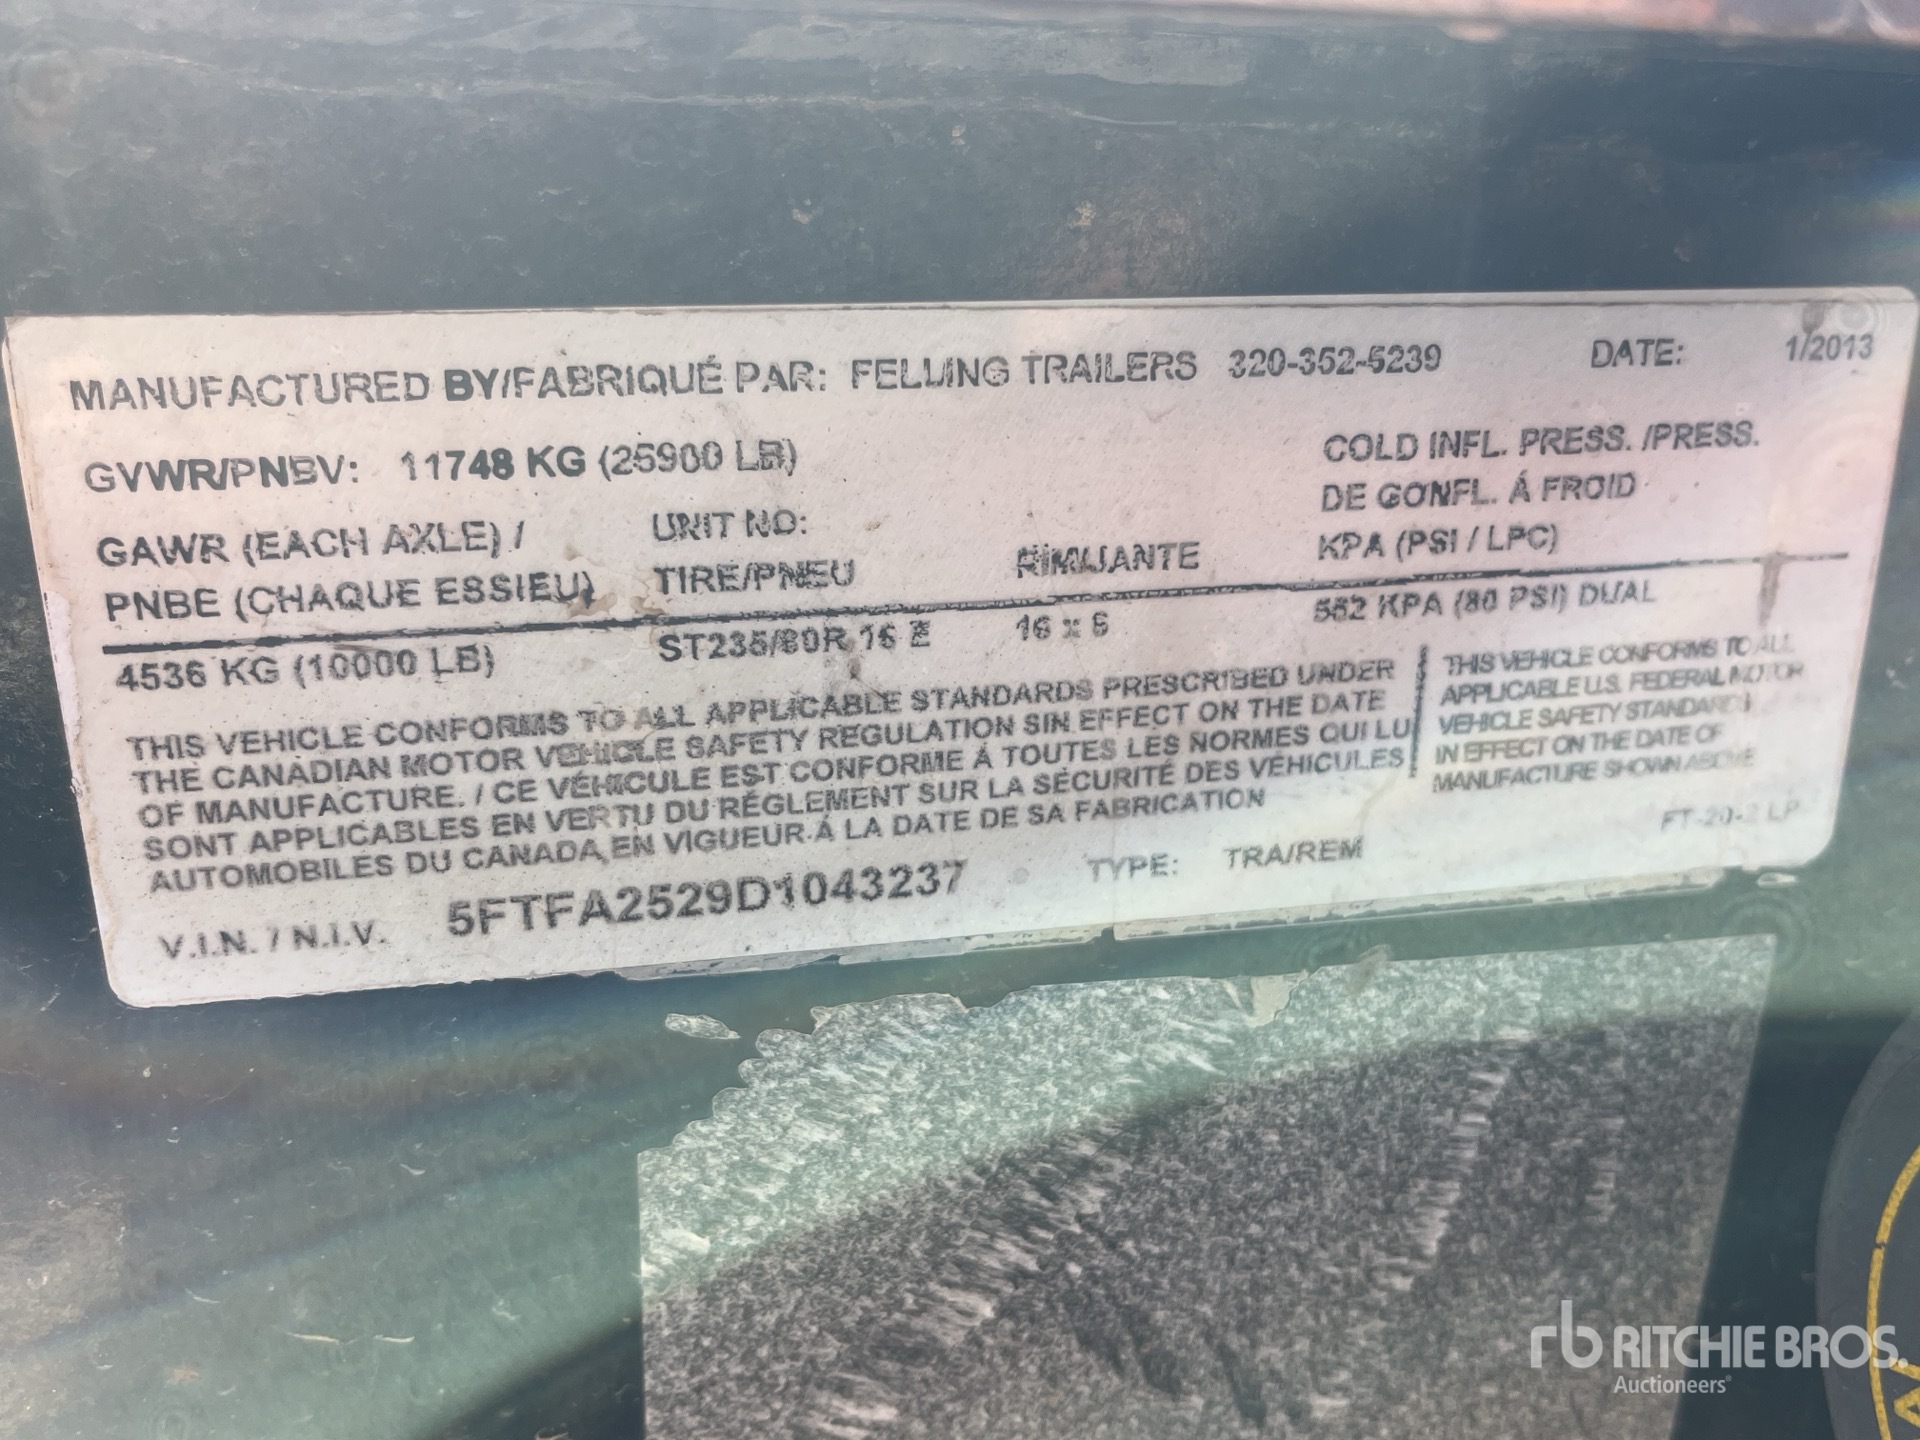 MANUFACTURED BY/FABRIQUÉ PAR: FELLING TRAILERS 320-352-5239 DATE: 1/2013
GVWR/PNBV: 11748 KG (25900 LB)
COLD INFL. PRESS. /PRESS.
DE GONFL. Á FROID
KPA (PSI / LPC)
GAWR (EACH AXLE) / UNIT NO:
PNBE (CHAQUE ESSIEU) TIRE/PNEU RIM/JANTE
4536 KG (10000 LB) ST235/80R 16 E 16 x 6 552 KPA (80 PSI) DUAL
THIS VEHICLE CONFORMS TO ALL APPLICABLE STANDARDS PRESCRIBED UNDER
THE CANADIAN MOTOR VEHICLE SAFETY REGULATION SIN EFFECT ON THE DATE
OF MANUFACTURE. / CE VÉHICULE EST CONFORME Á TOUTES LES NORMES QUI LU
SONT APPLICABLES EN VERTU DU RÉGLEMENT SUR LA SÉCURITÉ DES VÉHICULES
AUTOMOBILES DU CANADA EN VIGUEUR Á LA DATE DE SA FABRICATION
THIS VEHICLE CONFORMS TO ALL
APPLICABLE U.S. FEDERAL MOTOR
VEHICLE SAFETY STANDARD
IN EFFECT ON THE DATE OF
MANUFACTURE SHOWN ABOVE
FT-20-2 LP
V.I.N. / N.I.V. 5FTFA2529D1043237 TYPE: TRA/REM
rb RITCHIE BROS.
Auctioneers